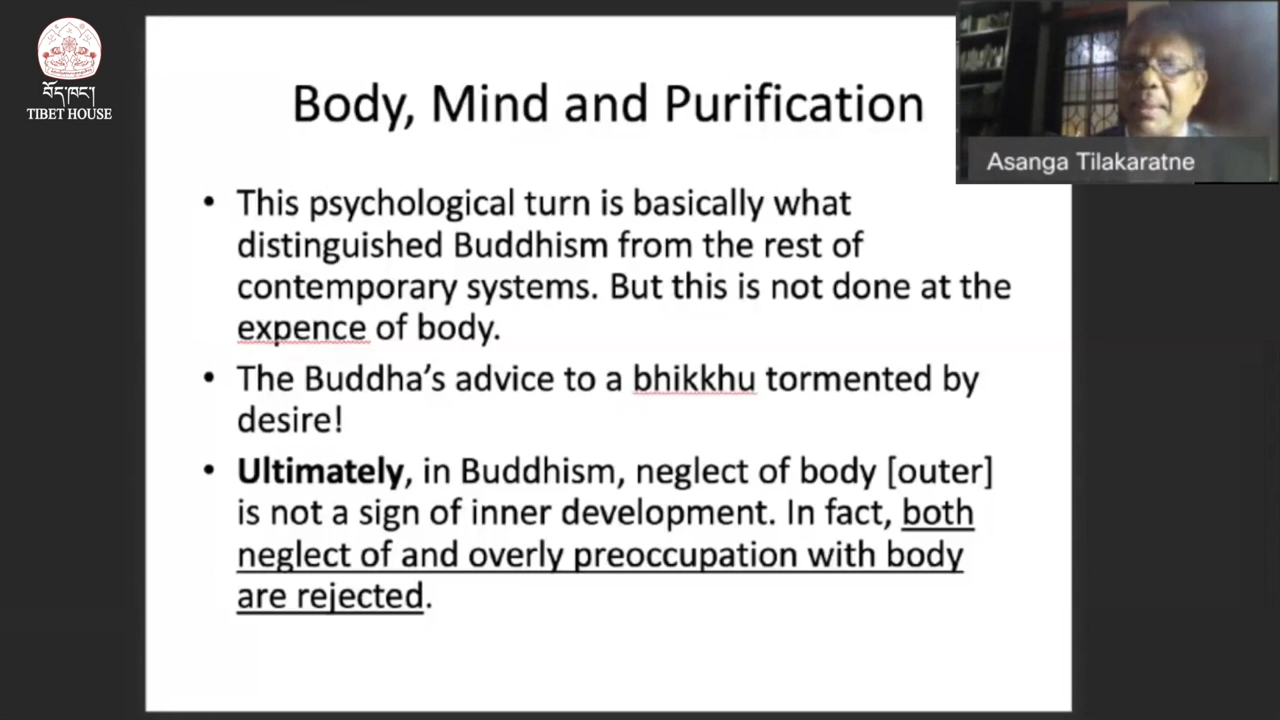 བོད་ཁང།
TIBET HOUSE
Body, Mind and Purification
Asanga Tilakaratne
• This psychological turn is basically what
distinguished Buddhism from the rest of
contemporary systems. But this is not done at the
expence of body.
• The Buddha’s advice to a bhikkhu tormented by
desire!
• Ultimately, in Buddhism, neglect of body [outer]
is not a sign of inner development. In fact, both
neglect of and overly preoccupation with body
are rejected.